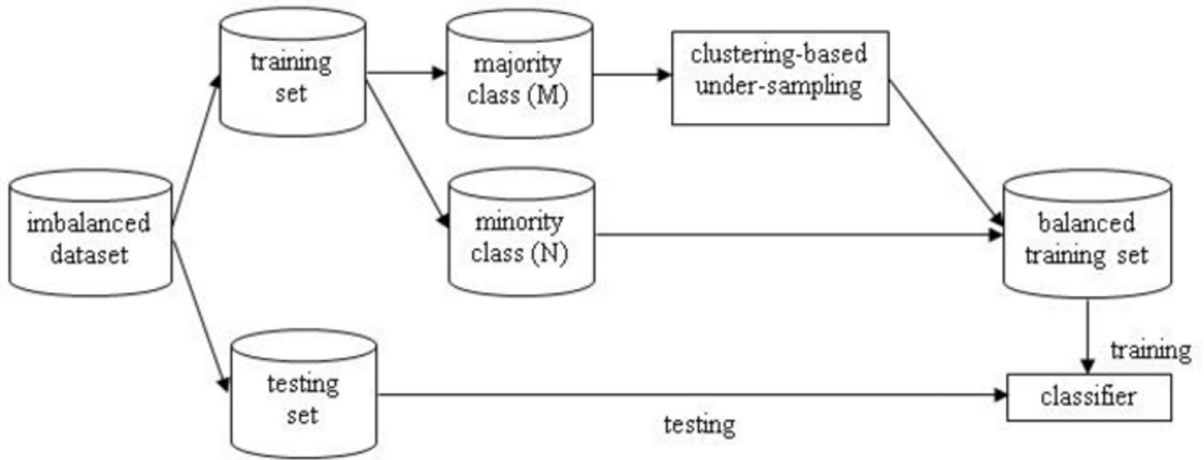 training
set
majority
class (M)
clustering-based
under-sampling
imbalanced
dataset
minority
class (N)
balanced
training set
training
testing
set
classifier
testing